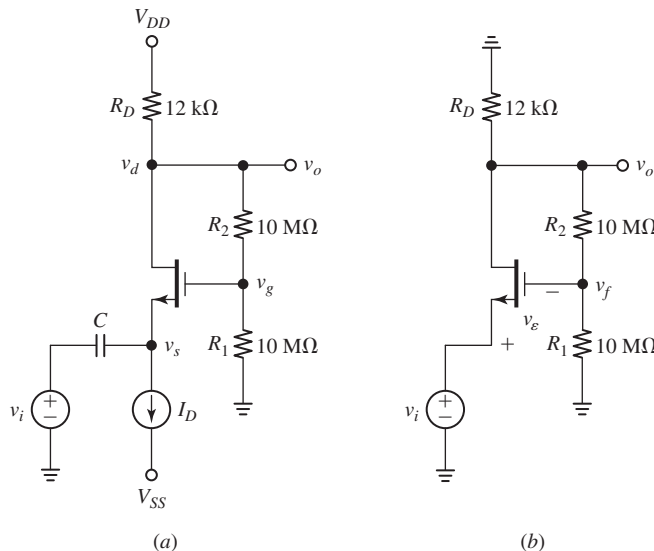 V_DD
R_D 12 kΩ
v_d
v_o
R_2 10 MΩ
v_g
C
v_s
R_1 10 MΩ
v_i + −
I_D
V_SS
(a)
R_D 12 kΩ
v_o
R_2 10 MΩ
− v_f
v_ε
+
R_1 10 MΩ
v_i + −
(b)